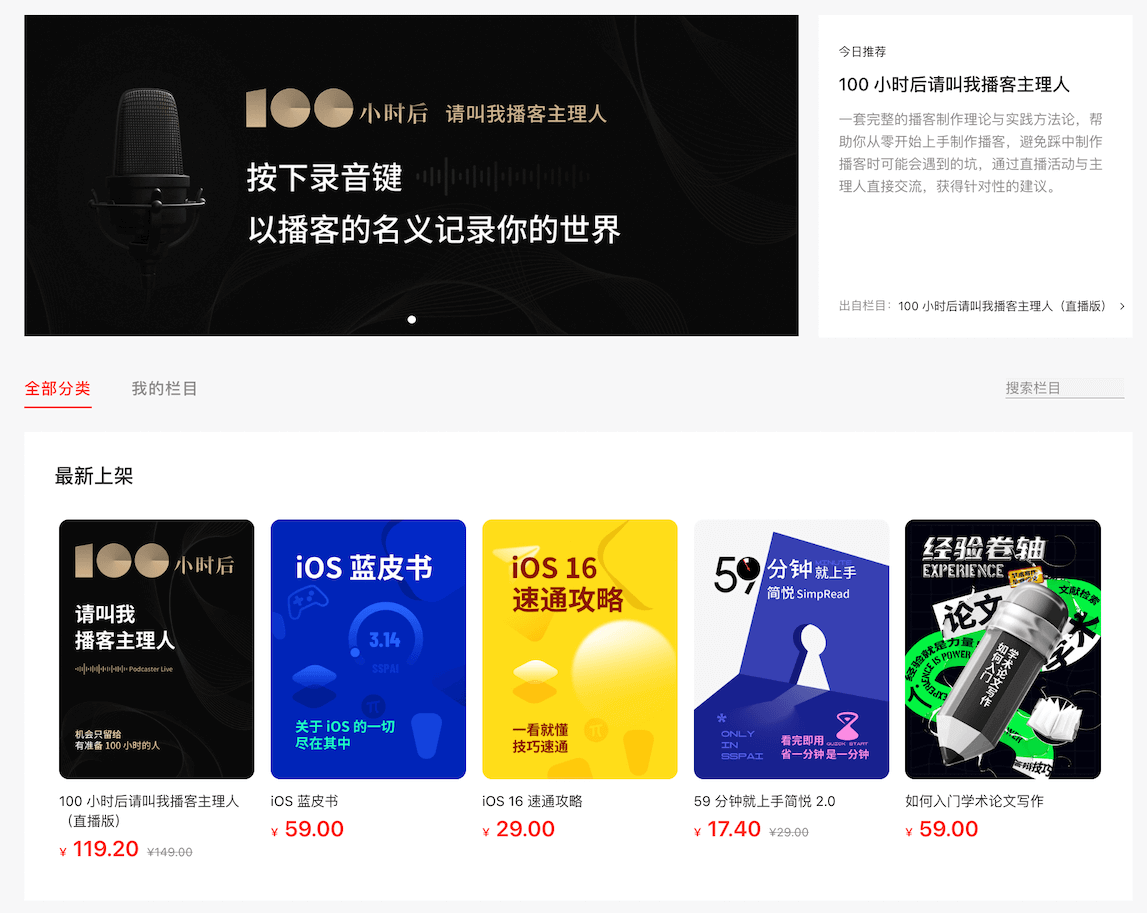 100 小时后 请叫我播客主理人
按下录音键
以播客的名义记录你的世界
今日推荐
100 小时后请叫我播客主理人
一套完整的播客制作理论与实践方法论，帮
助你从零开始上手制作播客，避免踩中制作
播客时可能会遇到的坑，通过直播活动与主
理人直接交流，获得针对性的建议。
出自栏目：100 小时后请叫我播客主理人（直播版）
全部分类
我的栏目
搜索栏目
最新上架
100 小时后
请叫我
播客主理人
Podcaster Live
机会只留给
有准备 100 小时的人
100 小时后请叫我播客主理人
（直播版）
¥ 119.20 ¥149.00
iOS 蓝皮书
3.14
SSPAI
关于 iOS 的一切
尽在其中
iOS 蓝皮书
¥ 59.00
iOS 16
速通攻略
一看就懂
技巧速通
iOS 16 速通攻略
¥ 29.00
59 分钟就上手
简悦 SimpRead
ONLY
IN
SSPAI
看完即用 QUICK START
省一分钟是一分钟
59 分钟就上手简悦 2.0
¥ 17.40 ¥29.00
经验卷轴
EXPERIENCE
论文
文献检索
术
经验就是力量
EXPERIENCE IS POWER
学术论文写作
如何入门
答辩技巧
如何入门学术论文写作
¥ 59.00